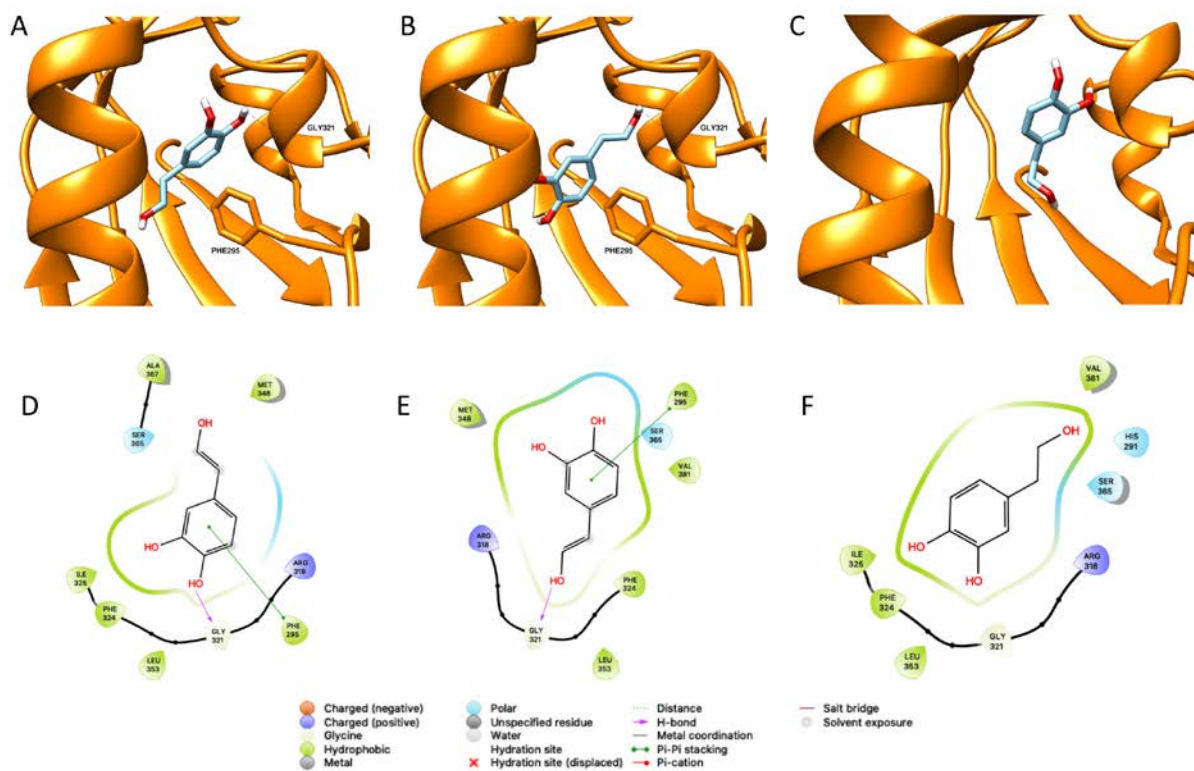 A
B
C
GLY321
PHE295
GLY321
PHE295
D
ALA
367
MET
348
SER
365
OH
HO
OH
ARG
318
ILE
325
PHE
324
GLY
321
PHE
295
LEU
353
E
MET
348
PHE
295
OH
HO
SER
365
VAL
381
ARG
318
HO
PHE
324
GLY
321
LEU
353
F
VAL
381
OH
HIS
291
SER
365
HO
OH
ILE
325
PHE
324
ARG
318
GLY
321
LEU
353
Charged (negative)
Charged (positive)
Glycine
Hydrophobic
Metal
Polar
Unspecified residue
Water
Hydration site
Hydration site (displaced)
Distance
H-bond
Metal coordination
Pi-Pi stacking
Pi-cation
Salt bridge
Solvent exposure